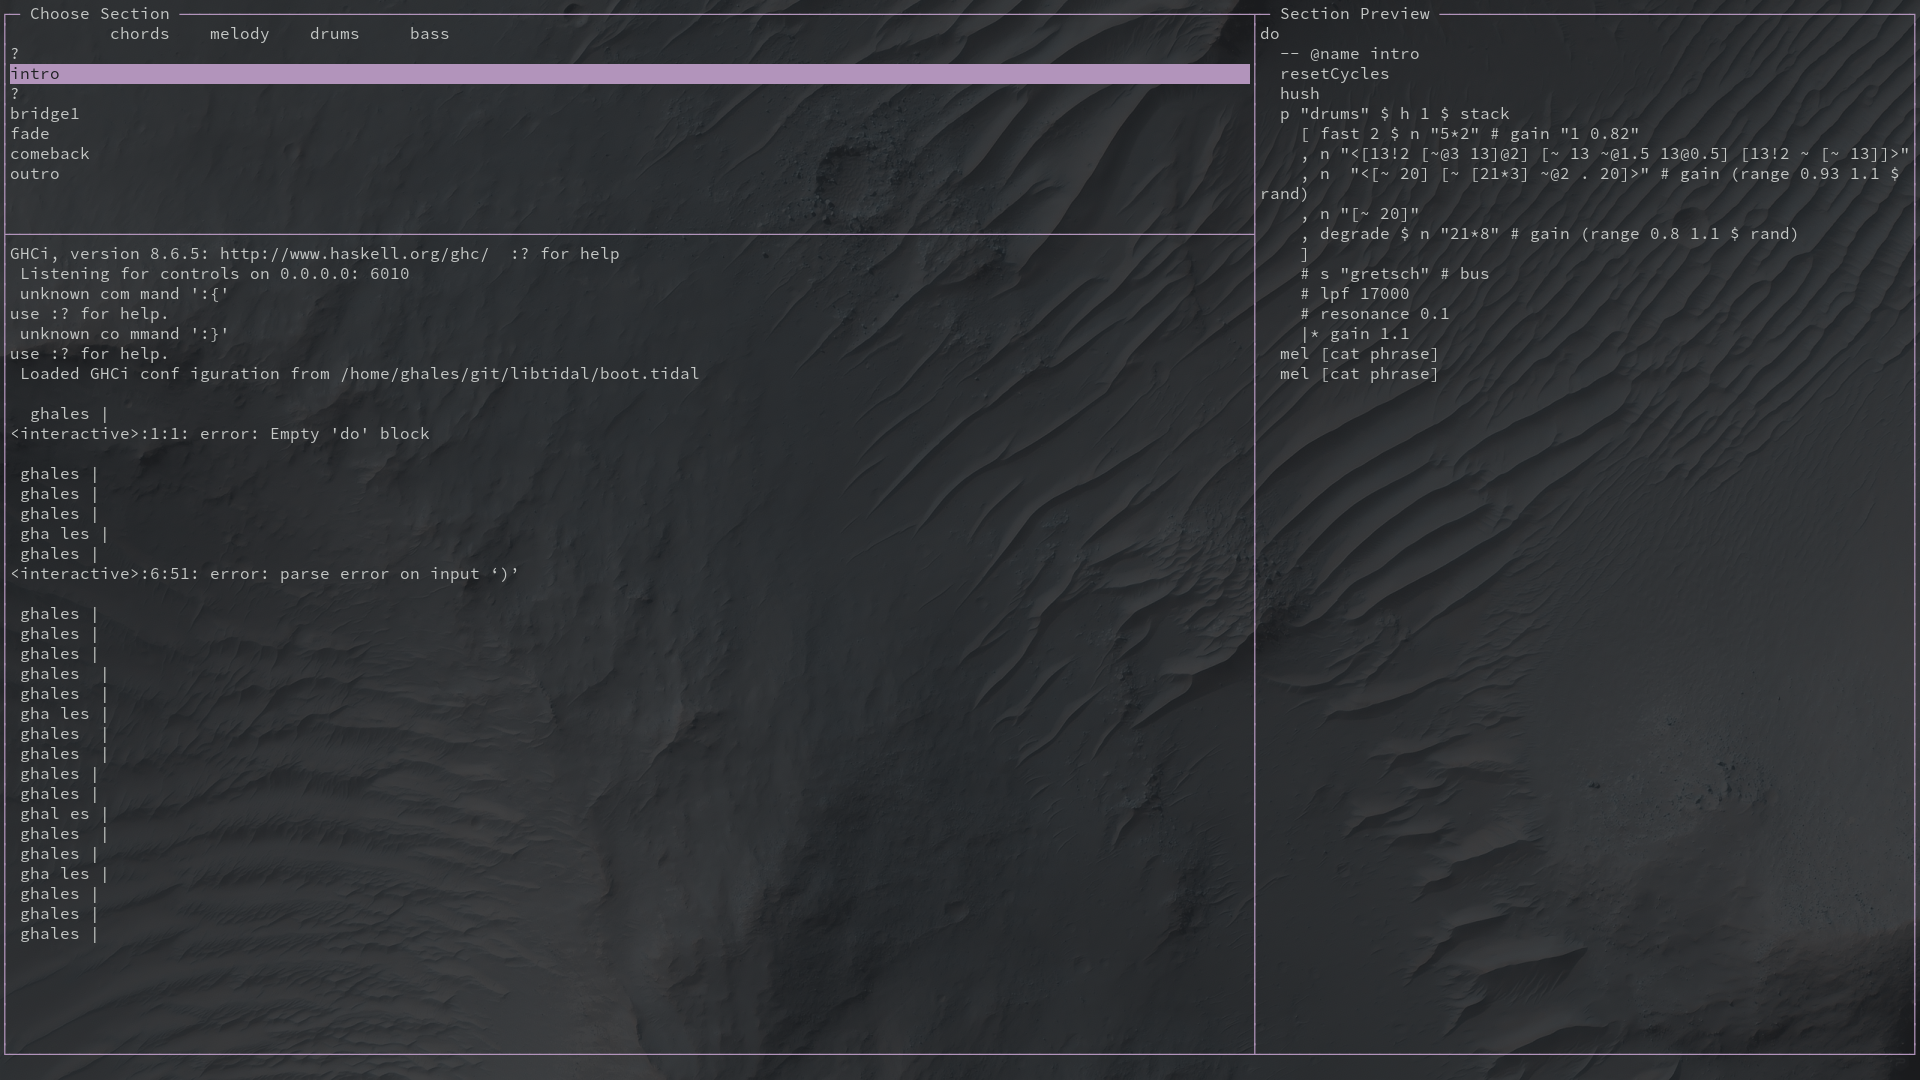 Choose Section
chords melody drums bass
?
intro
?
bridge1
fade
comeback
outro
GHCi, version 8.6.5: http://www.haskell.org/ghc/  :? for help
Listening for controls on 0.0.0.0: 6010
unknown com mand ':{'
use :? for help.
unknown co mmand ':}'
use :? for help.
Loaded GHCi conf iguration from /home/ghales/git/libtidal/boot.tidal
ghales |
<interactive>:1:1: error: Empty 'do' block
ghales |
ghales |
ghales |
gha les |
ghales |
<interactive>:6:51: error: parse error on input ‘)’
ghales |
ghales |
ghales |
ghales  |
ghales  |
gha les |
ghales  |
ghales  |
ghales |
ghales |
ghal es |
ghales  |
ghales |
gha les |
ghales |
ghales |
ghales |
Section Preview
do
-- @name intro
resetCycles
hush
p "drums" $ h 1 $ stack
[ fast 2 $ n "5*2" # gain "1 0.82"
, n "<[13!2 [~@3 13]@2] [~ 13 ~@1.5 13@0.5] [13!2 ~ [~ 13]]>"
, n  "<[~ 20] [~ [21*3] ~@2 . 20]>" # gain (range 0.93 1.1 $
rand)
, n "[~ 20]"
, degrade $ n "21*8" # gain (range 0.8 1.1 $ rand)
]
# s "gretsch" # bus
# lpf 17000
# resonance 0.1
|* gain 1.1
mel [cat phrase]
mel [cat phrase]